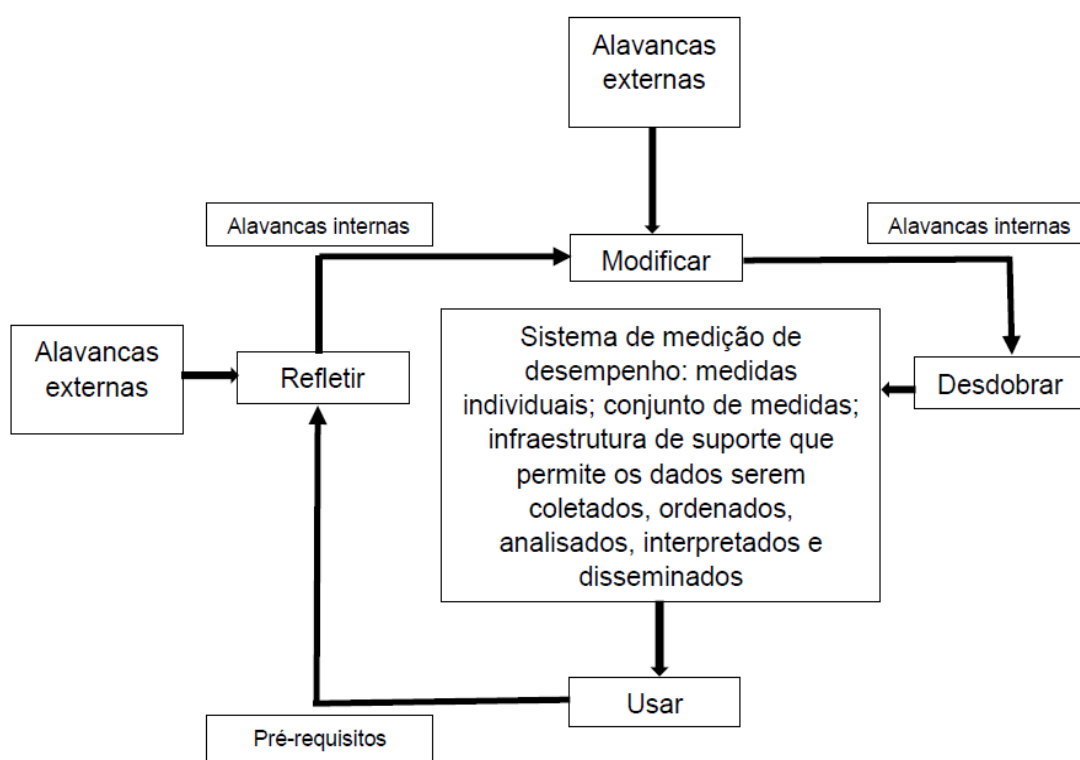 Alavancas
externas
Alavancas internas
Alavancas internas
Modificar
Alavancas
externas
Refletir
Sistema de medição de
desempenho: medidas
individuais; conjunto de medidas;
infraestrutura de suporte que
permite os dados serem
coletados, ordenados,
analisados, interpretados e
disseminados
Desdobrar
Usar
Pré-requisitos